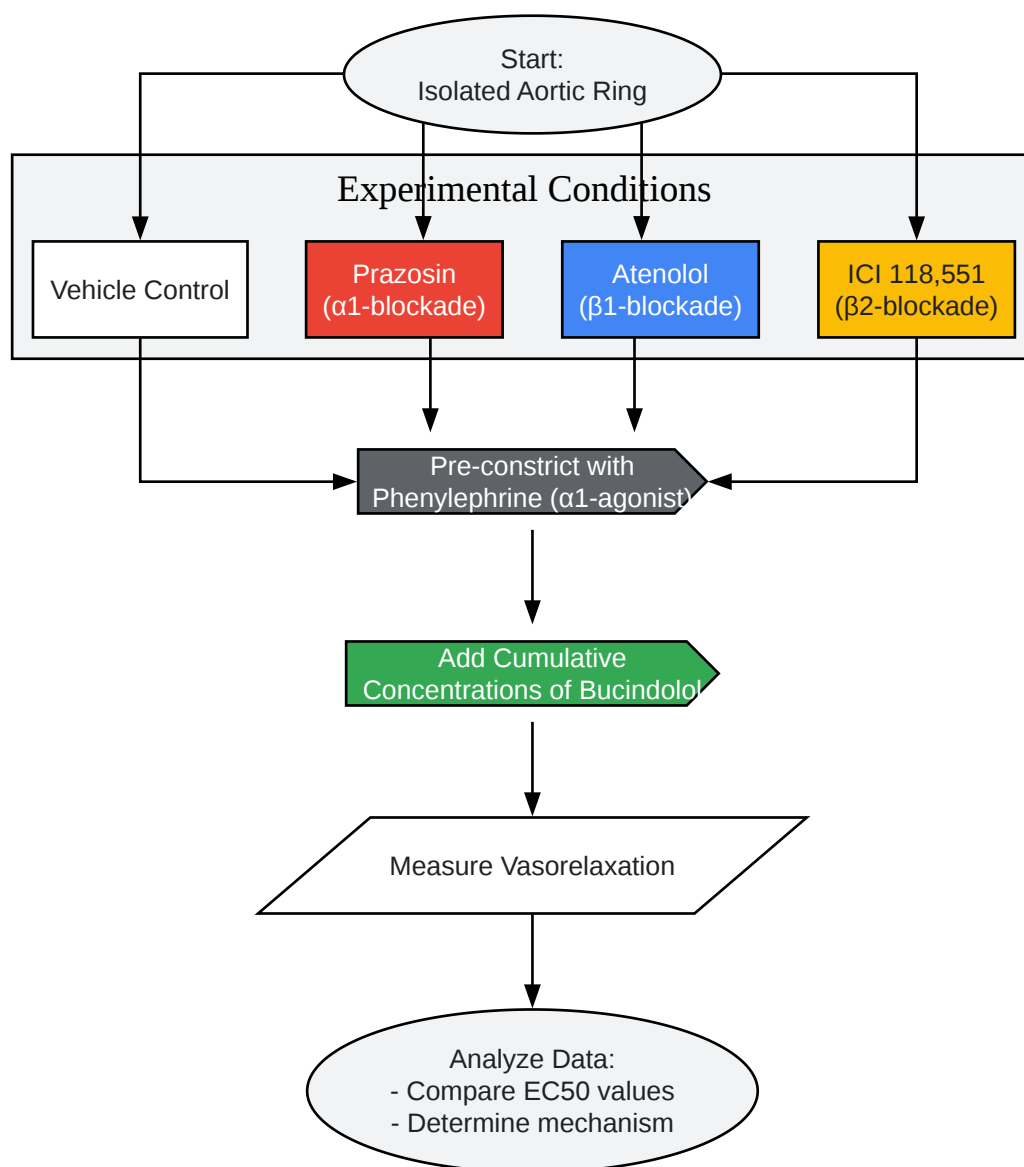 Start:
Isolated Aortic Ring
Experimental Conditions
Vehicle Control
Prazosin
(α1-blockade)
Atenolol
(β1-blockade)
ICI 118,551
(β2-blockade)
Pre-constrict with
Phenylephrine (α1-agonist)
Add Cumulative
Concentrations of Bucindolol
Measure Vasorelaxation
Analyze Data:
- Compare EC50 values
- Determine mechanism